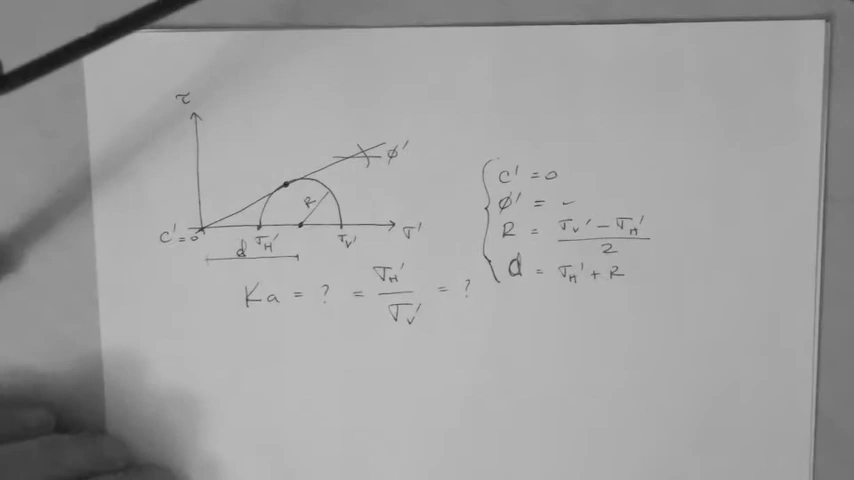 τ
φ'
R
C'=0
σH'
σV'
σ'
d
Ka = ? = σH' / σV' = ?
C' = 0
φ' = -
R = σV' - σH' / 2
d = σH' + R